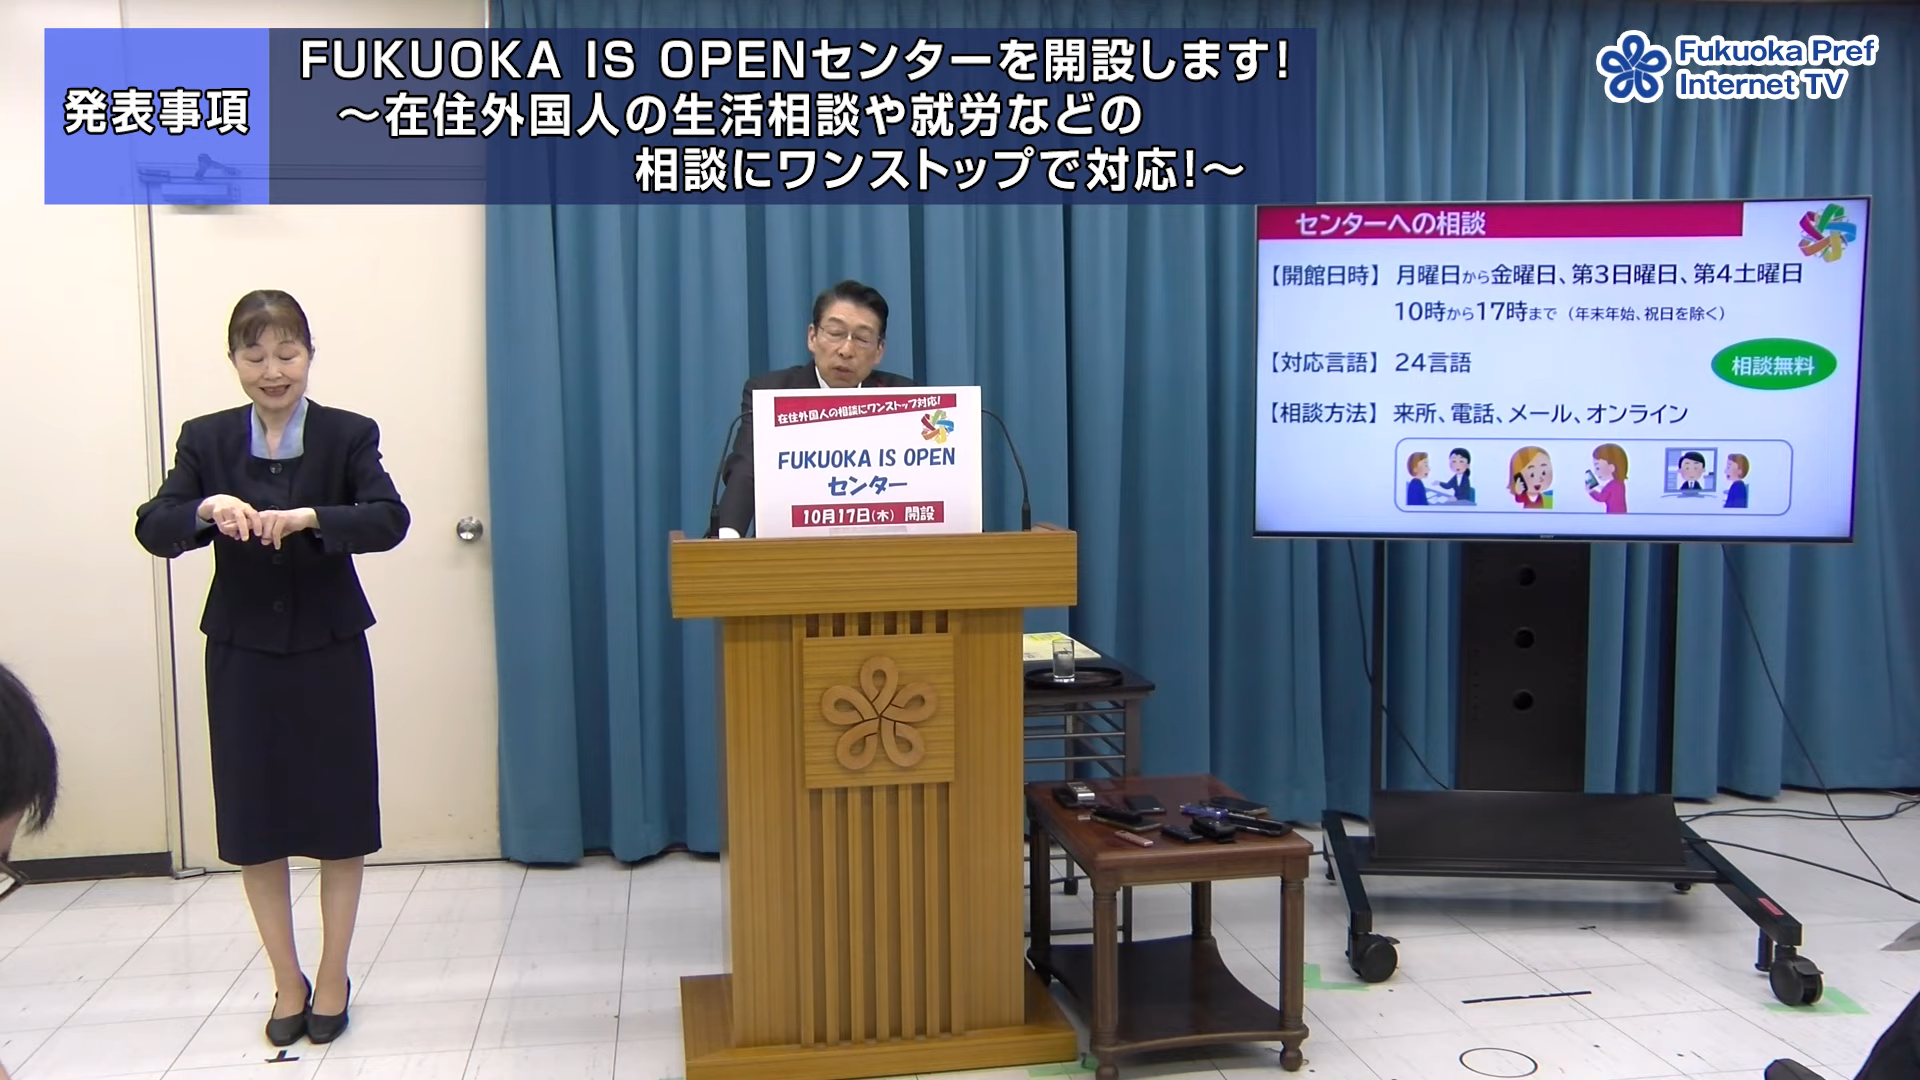 発表事項
FUKUOKA IS OPENセンターを開設します!
～在住外国人の生活相談や就労などの
相談にワンストップで対応!～
Fukuoka Pref
Internet TV
センターへの相談
【開館日時】 月曜日から金曜日、第3日曜日、第4土曜日
10時から17時まで (年末年始、祝日を除く)
【対応言語】 24言語
相談無料
【相談方法】 来所、電話、メール、オンライン
在住外国人の相談にワンストップ対応!
FUKUOKA IS OPEN
センター
10月17日(木) 開設